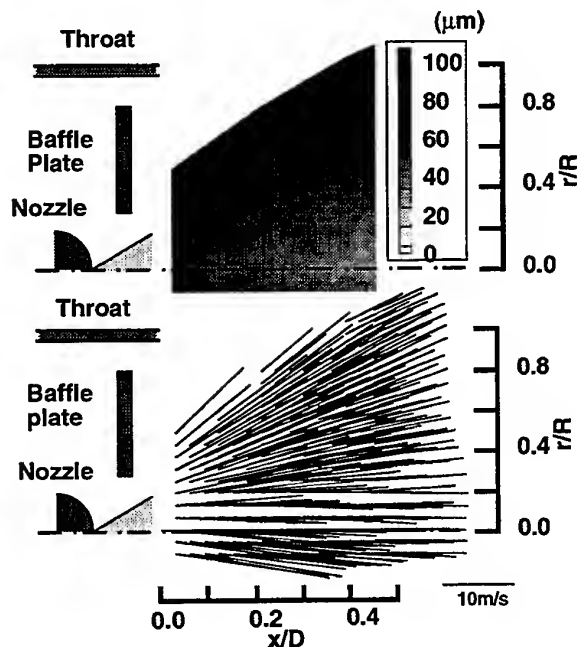 (μm)
Throat
100
80
0.8
Baffle
Plate
60
r/R
40
0.4
Nozzle
20
0
0.0
Throat
0.8
Baffle
plate
r/R
0.4
Nozzle
0.0
0.0 0.2 0.4
x/D
10m/s